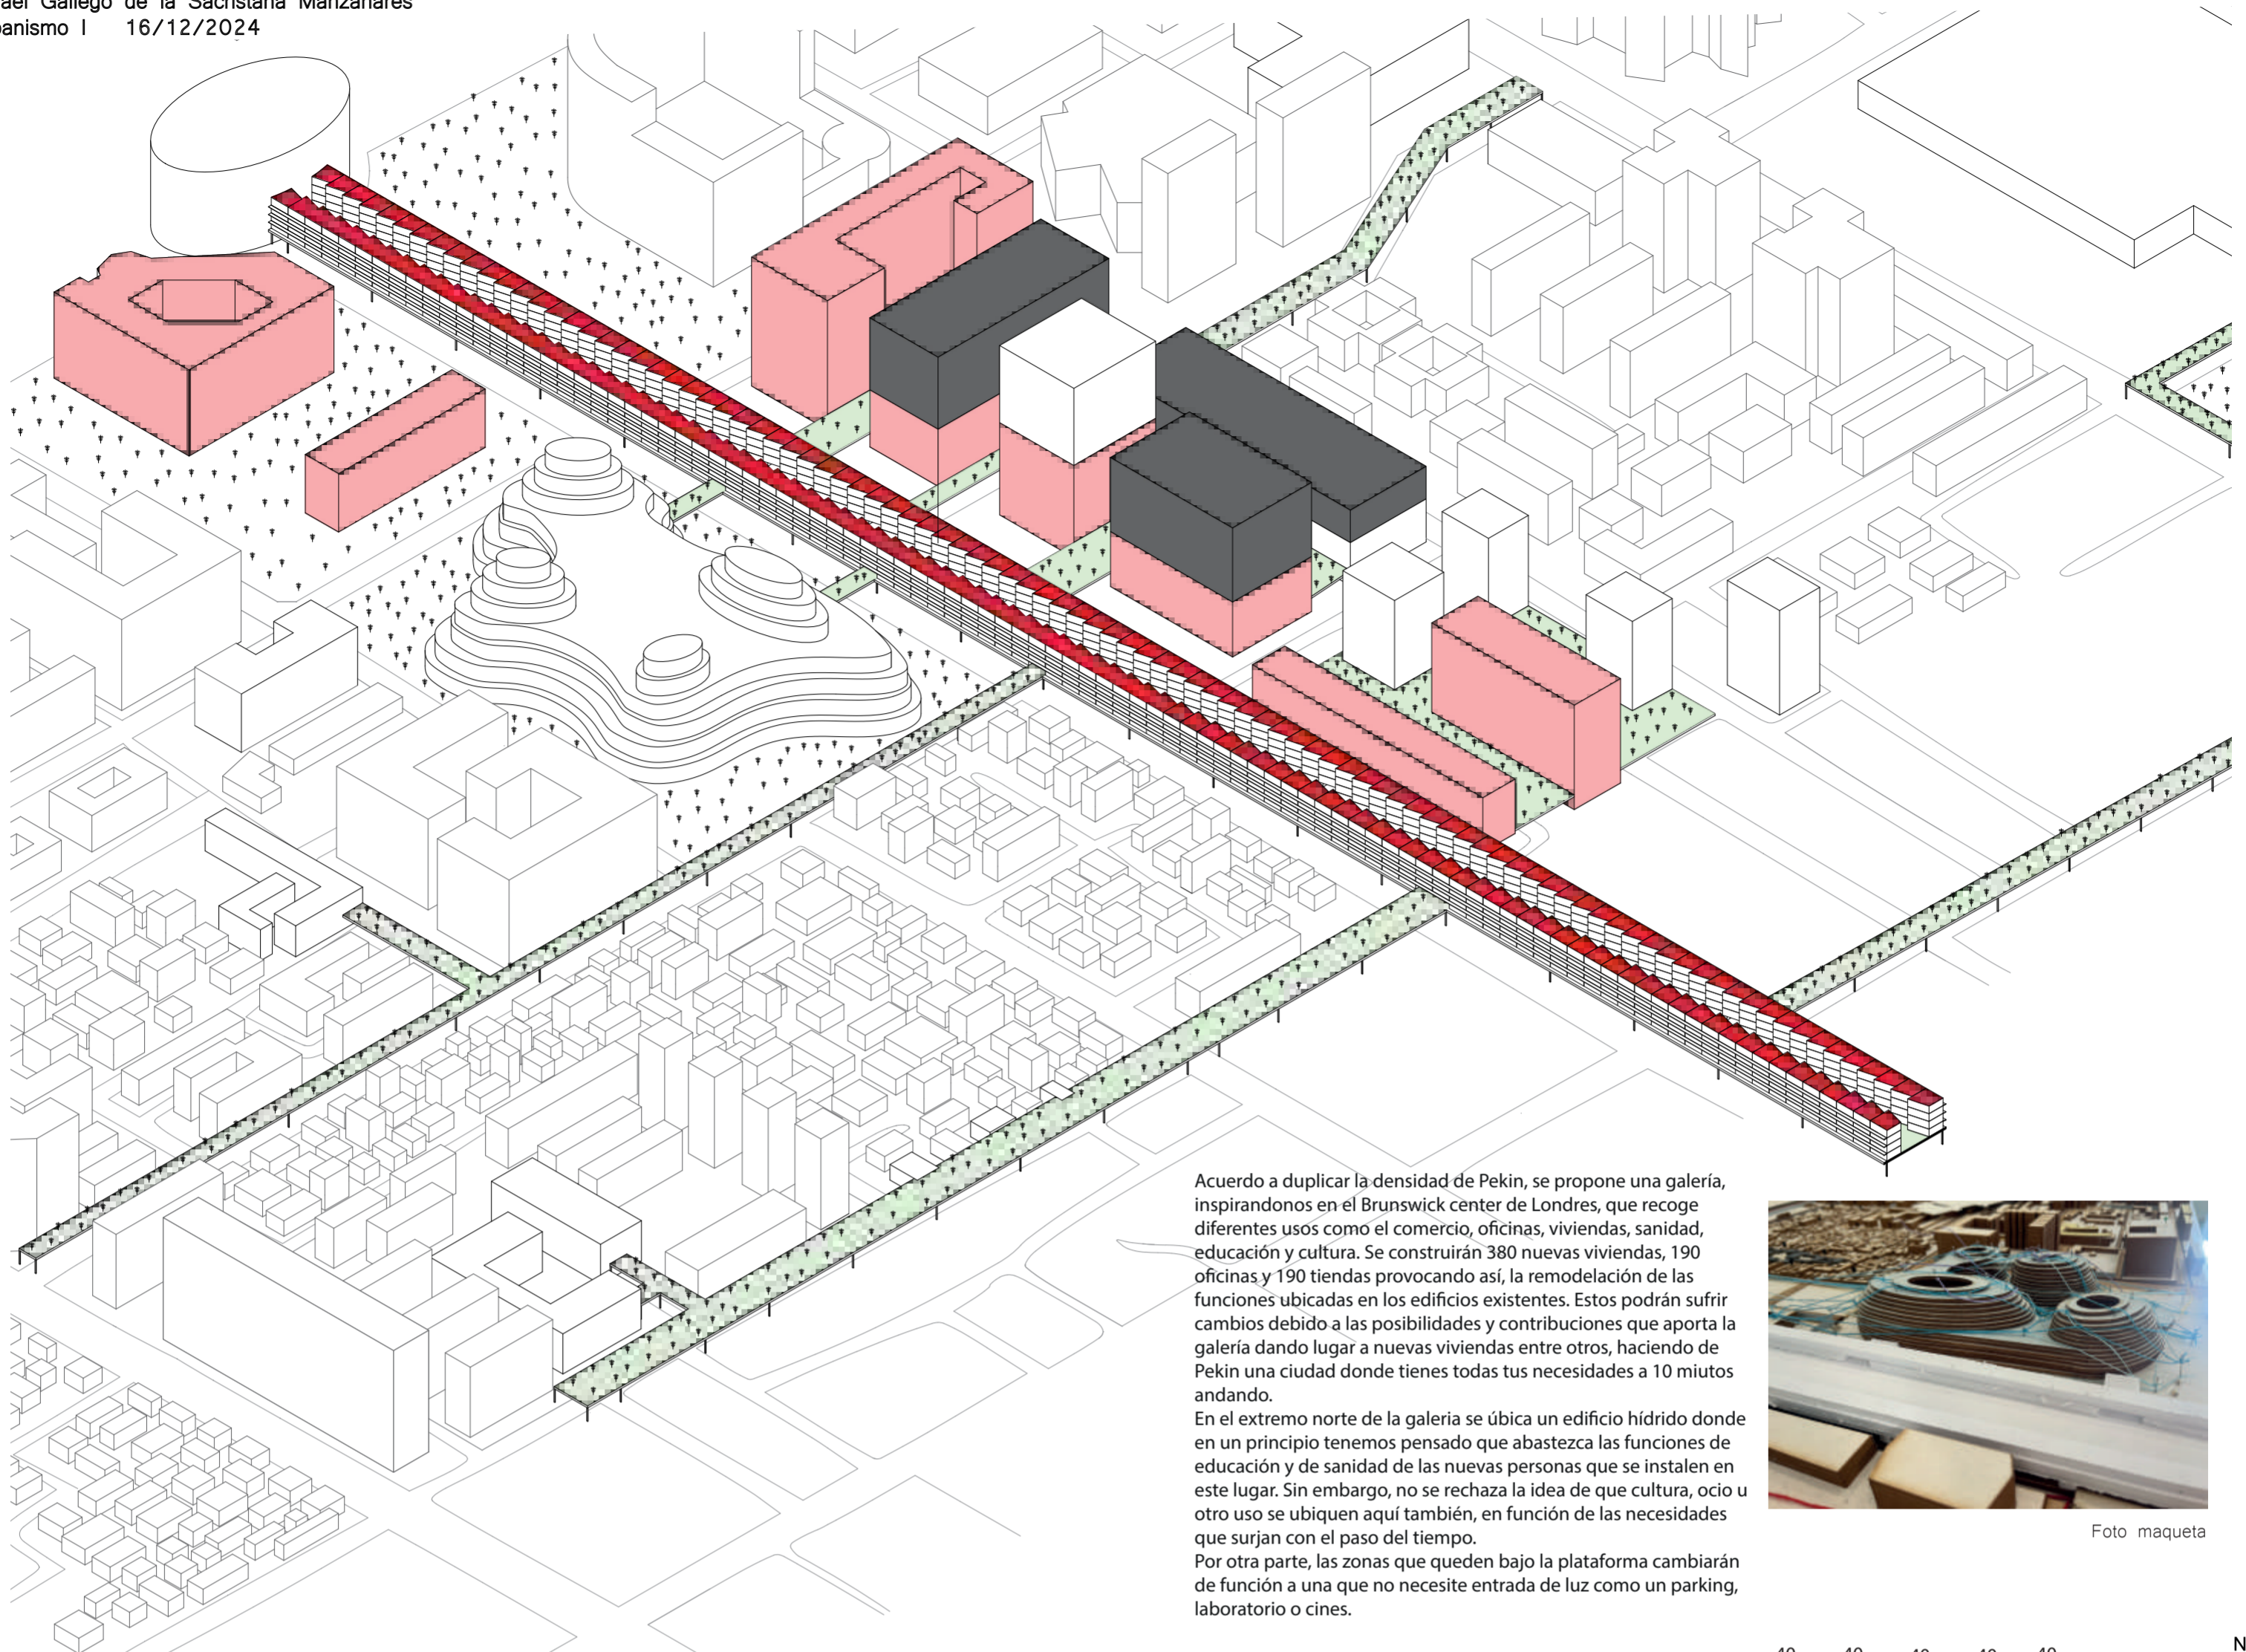 Gallego de la Sacristana Manzanares
I 16/12/2024
Acuerdo a duplicar la densidad de Pekin, se propone una galería,
inspirandonos en el Brunswick center de Londres, que recoge
diferentes usos como el comercio, oficinas, viviendas, sanidad,
educación y cultura. Se construirán 380 nuevas viviendas, 190
oficinas y 190 tiendas provocando así, la remodelación de las
funciones ubicadas en los edificios existentes. Estos podrán sufrir
cambios debido a las posibilidades y contribuciones que aporta la
galería dando lugar a nuevas viviendas entre otros, haciendo de
Pekin una ciudad donde tienes todas tus necesidades a 10 miutos
andando.
En el extremo norte de la galeria se úbica un edificio hídrido donde
en un principio tenemos pensado que abastezca las funciones de
educación y de sanidad de las nuevas personas que se instalen en
este lugar. Sin embargo, no se rechaza la idea de que cultura, ocio u
otro uso se ubiquen aquí también, en función de las necesidades
que surjan con el paso del tiempo.
Por otra parte, las zonas que queden bajo la plataforma cambiarán
de función a una que no necesite entrada de luz como un parking,
laboratorio o cines.
Foto maqueta
N